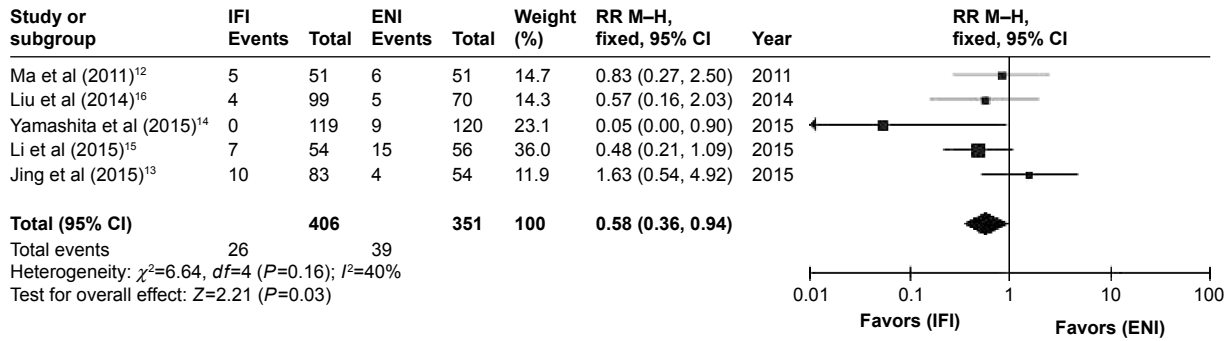 Study or IFI ENI Weight RR M–H, RR M–H,
subgroup Events Total Events Total (%) fixed, 95% CI Year fixed, 95% CI
Ma et al (2011)¹² 5 51 6 51 14.7 0.83 (0.27, 2.50) 2011
Liu et al (2014)¹⁶ 4 99 5 70 14.3 0.57 (0.16, 2.03) 2014
Yamashita et al (2015)¹⁴ 0 119 9 120 23.1 0.05 (0.00, 0.90) 2015
Li et al (2015)¹⁵ 7 54 15 56 36.0 0.48 (0.21, 1.09) 2015
Jing et al (2015)¹³ 10 83 4 54 11.9 1.63 (0.54, 4.92) 2015
Total (95% CI) 406 351 100 0.58 (0.36, 0.94)
Total events 26 39
Heterogeneity: χ²=6.64, df=4 (P=0.16); I²=40%
Test for overall effect: Z=2.21 (P=0.03)
0.01 0.1 1 10 100
Favors (IFI) Favors (ENI)